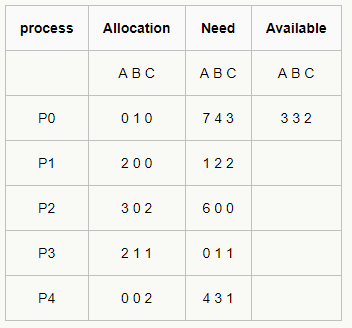 process Allocation Need Available
A B C A B C A B C
P0 0 1 0 7 4 3 3 3 2
P1 2 0 0 1 2 2
P2 3 0 2 6 0 0
P3 2 1 1 0 1 1
P4 0 0 2 4 3 1